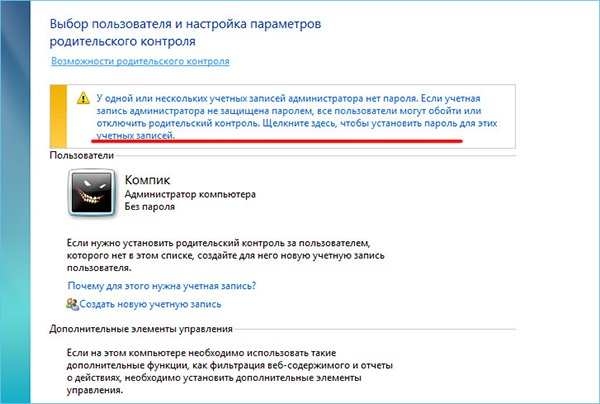 Выбор пользователя и настройка параметров
родительского контроля
Возможности родительского контроля
У одной или нескольких учетных записей администратора нет пароля. Если учетная
запись администратора не защищена паролем, все пользователи могут обойти или
отключить родительский контроль. Щелкните здесь, чтобы установить пароль для этих
учетных записей.
Пользователи
Компик
Администратор компьютера
Без пароля
Если нужно установить родительский контроль за пользователем,
которого нет в этом списке, создайте для него новую учетную запись
пользователя.
Почему для этого нужна учетная запись?
Создать новую учетную запись
Дополнительные элементы управления
Если на этом компьютере необходимо использовать такие
дополнительные функции, как фильтрация веб-содержимого и отчеты
о действиях, необходимо установить дополнительные элементы
управления.